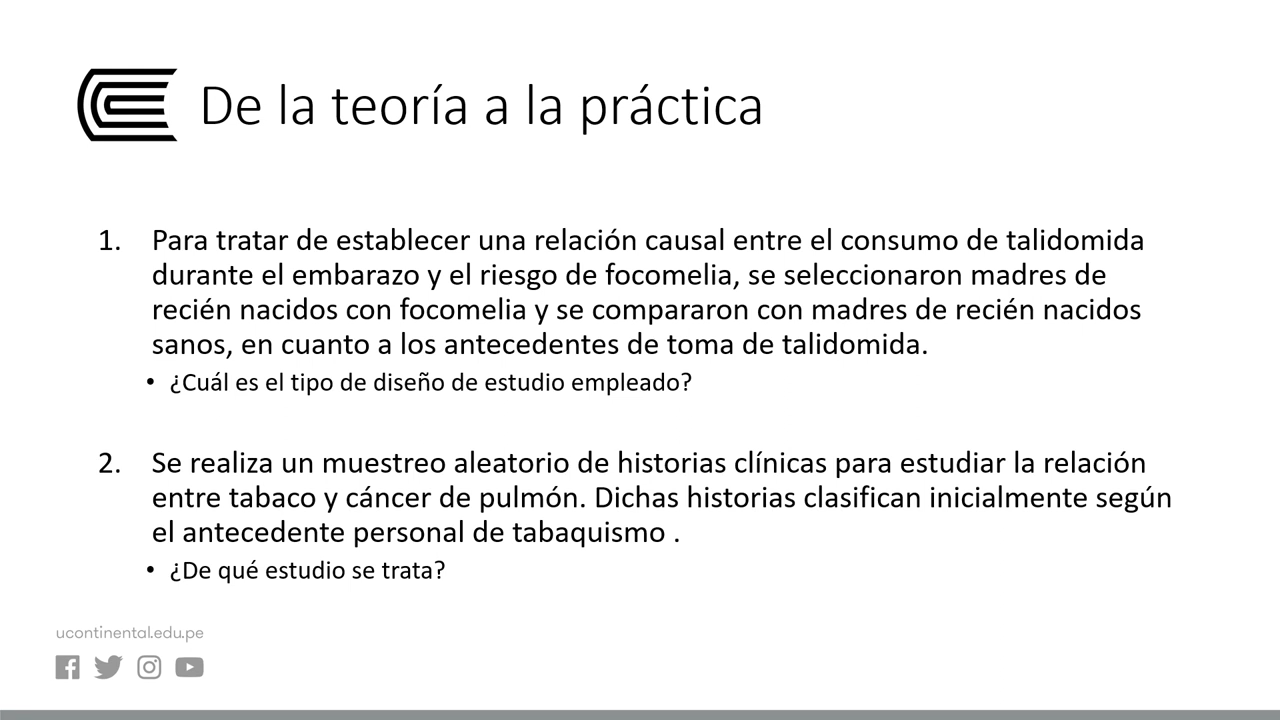 De la teoría a la práctica
1. Para tratar de establecer una relación causal entre el consumo de talidomida
durante el embarazo y el riesgo de focomelia, se seleccionaron madres de
recién nacidos con focomelia y se compararon con madres de recién nacidos
sanos, en cuanto a los antecedentes de toma de talidomida.
• ¿Cuál es el tipo de diseño de estudio empleado?
2. Se realiza un muestreo aleatorio de historias clínicas para estudiar la relación
entre tabaco y cáncer de pulmón. Dichas historias clasifican inicialmente según
el antecedente personal de tabaquismo .
• ¿De qué estudio se trata?
ucontinental.edu.pe